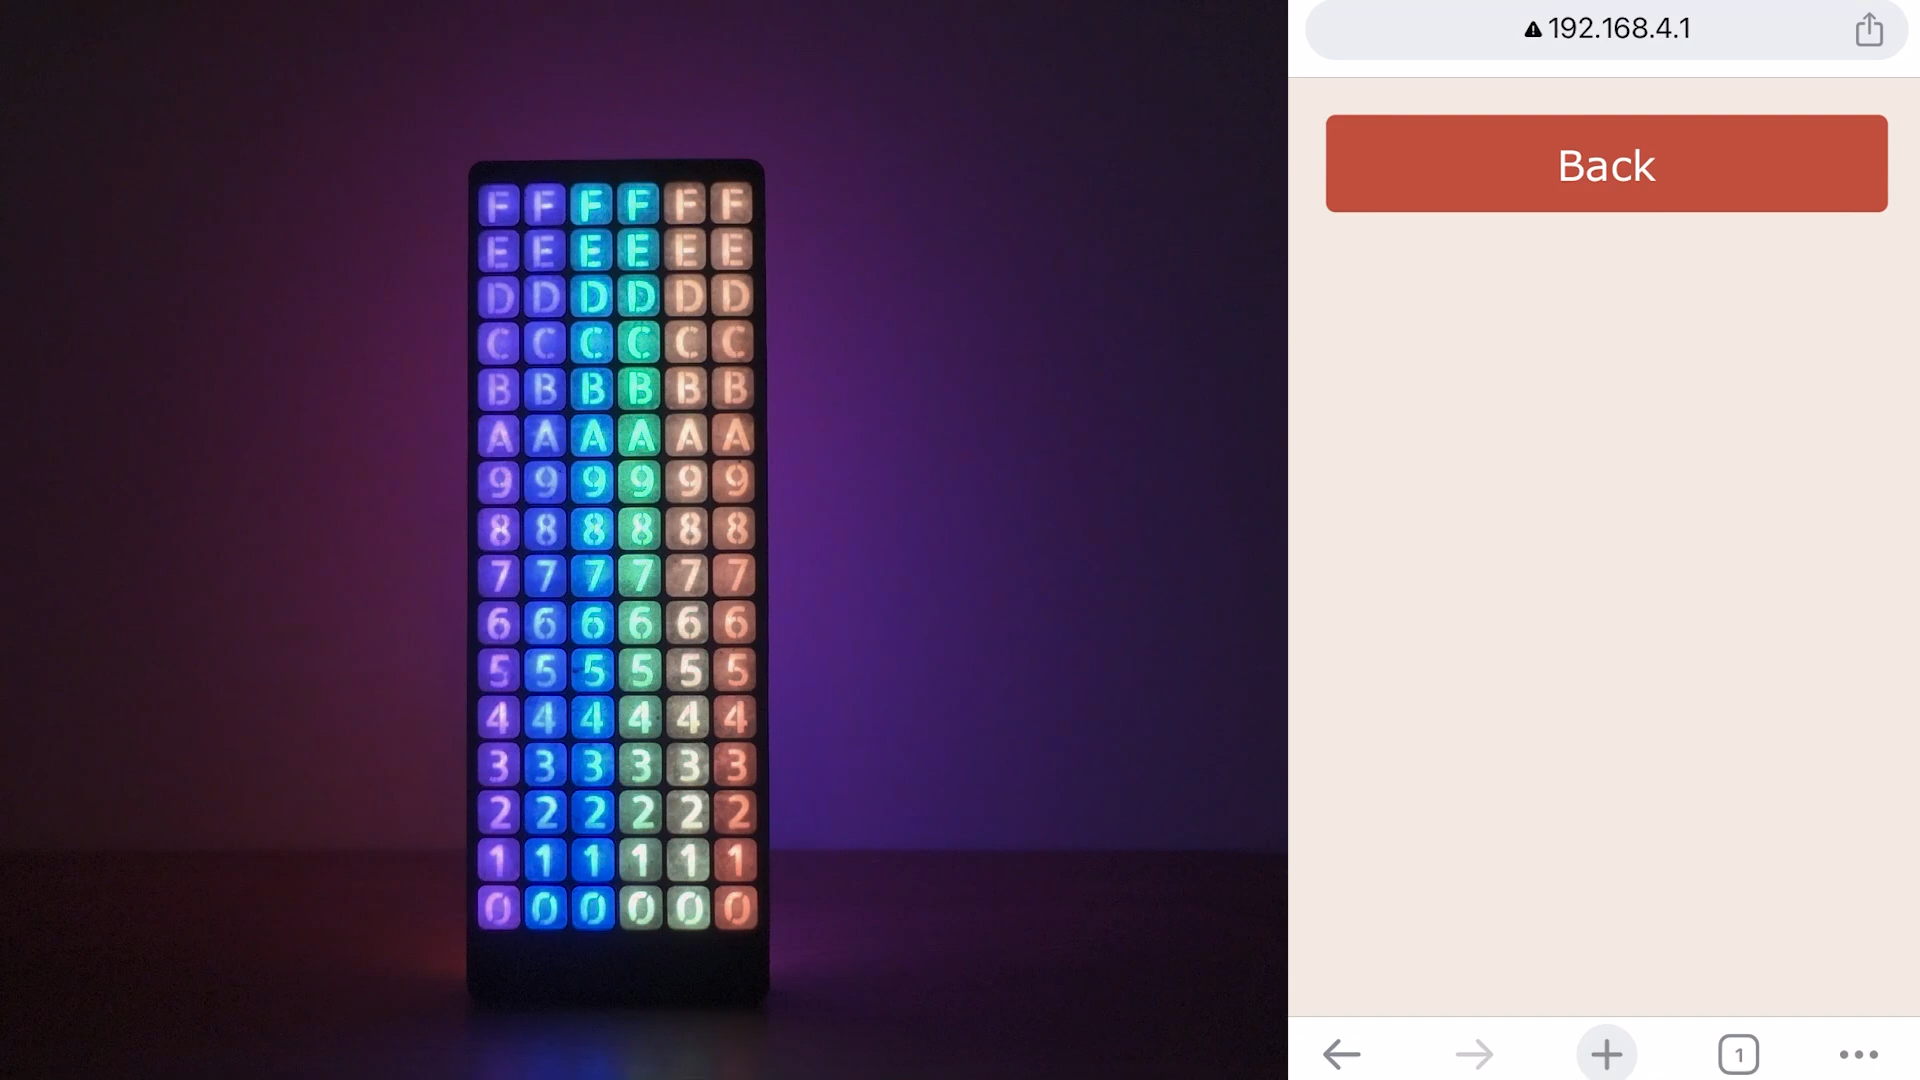 F F F F F F
E E E E E E
D D D D D D
C C C C C C
B B B B B B
A A A A A A
9 9 9 9 9 9
8 8 8 8 8 8
7 7 7 7 7 7
6 6 6 6 6 6
5 5 5 5 5 5
4 4 4 4 4 4
3 3 3 3 3 3
2 2 2 2 2 2
1 1 1 1 1 1
0 0 0 0 0 0
192.168.4.1
Back
1